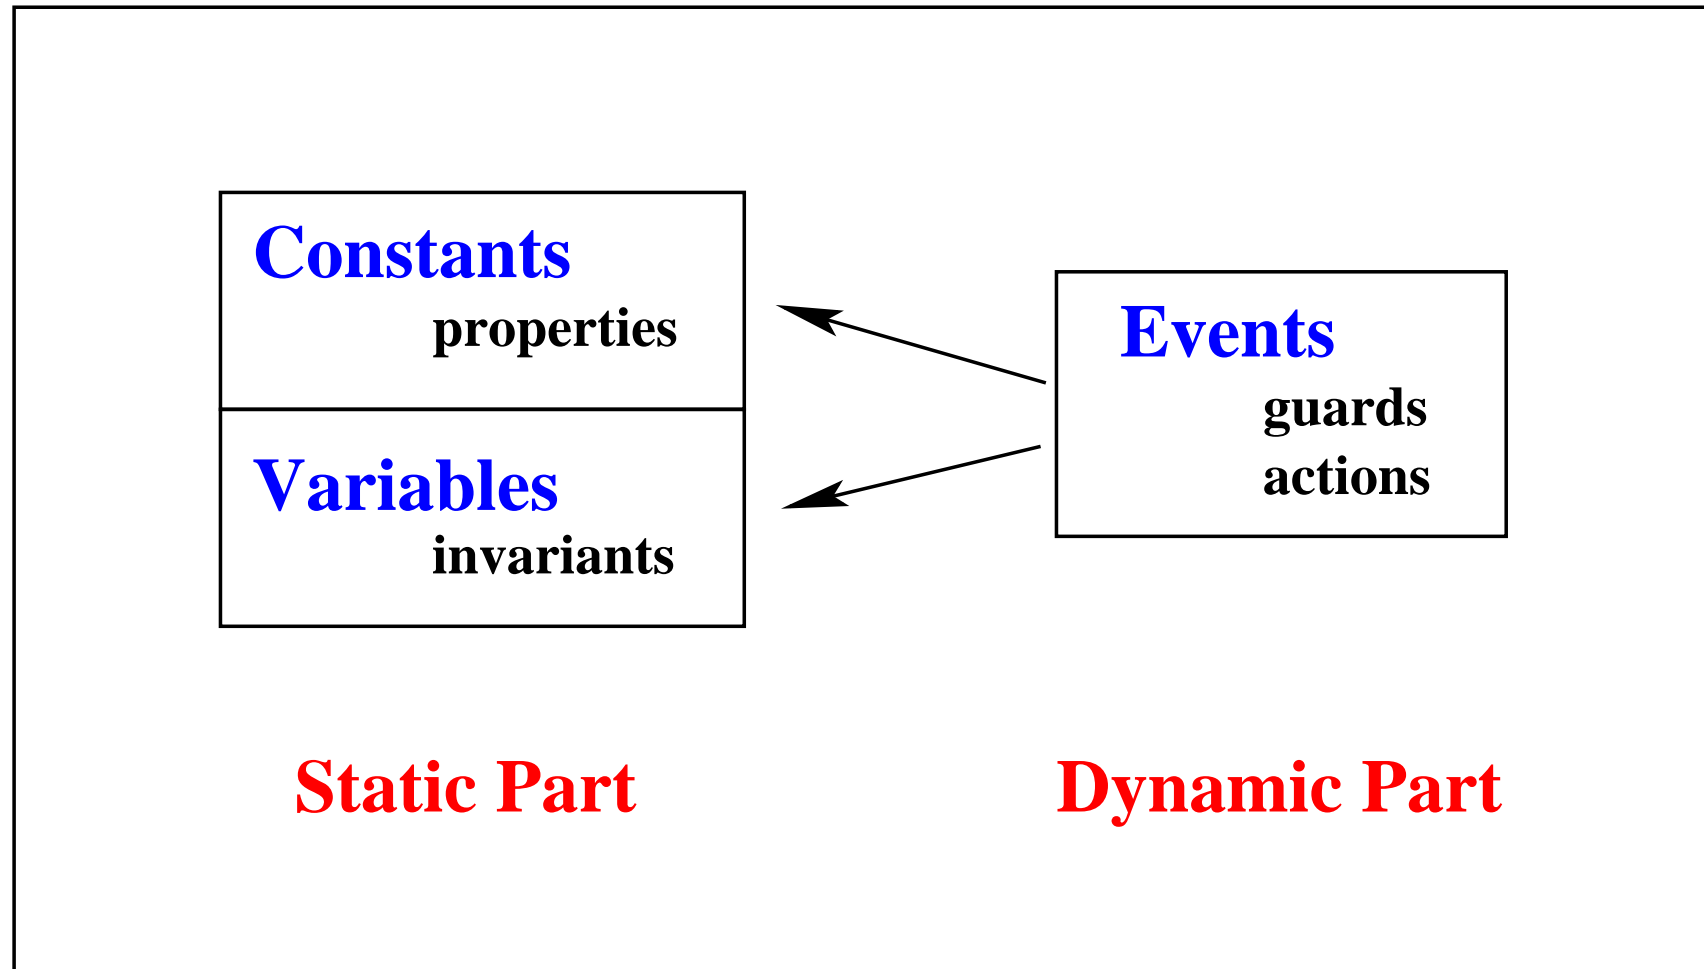 Constants
properties
Variables
invariants
Events
guards
actions
Static Part
Dynamic Part